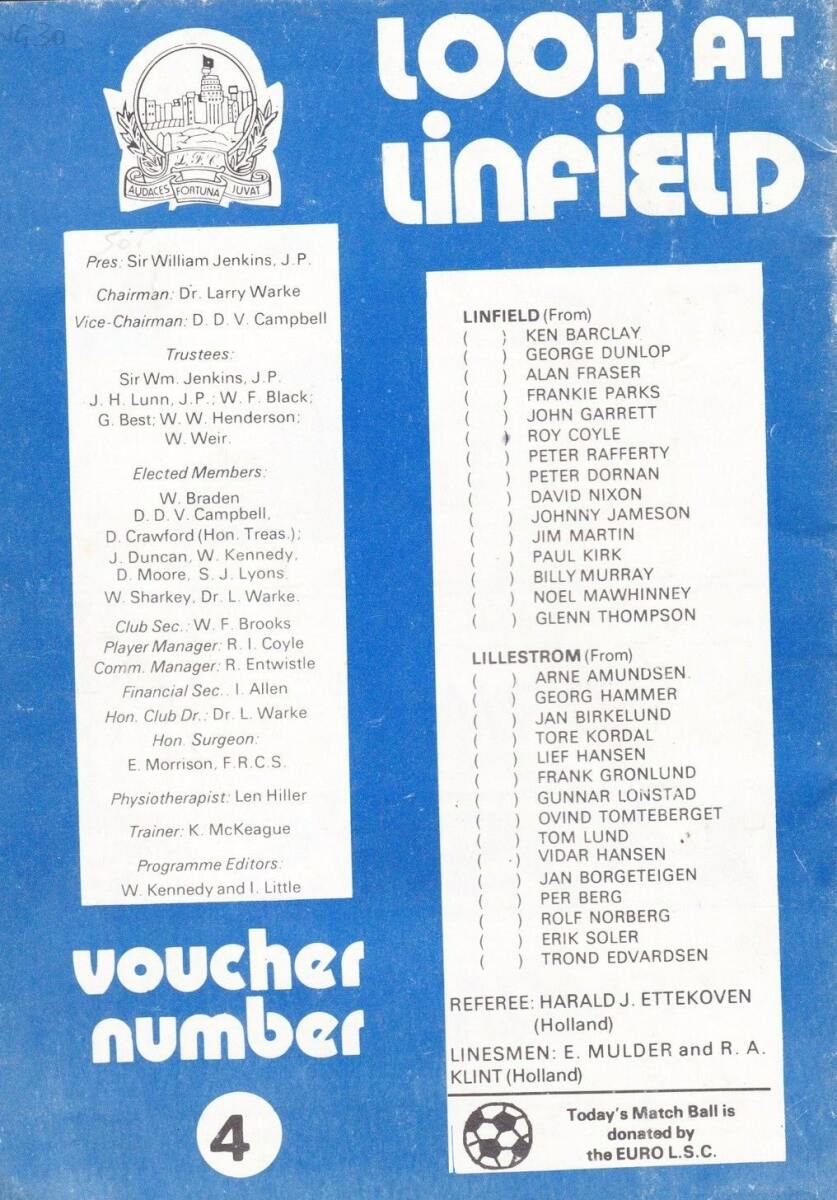 LOOK AT
LINFIELD
L.F.C.
AUDACES FORTUNA JUVAT
Pres: Sir William Jenkins, J.P.
Chairman: Dr. Larry Warke
Vice-Chairman: D. D. V. Campbell
Trustees:
Sir Wm. Jenkins, J.P.
J. H. Lunn, J.P.; W. F. Black;
G. Best; W. W. Henderson;
W. Weir.
Elected Members:
W. Braden
D. D. V. Campbell,
D. Crawford (Hon. Treas.);
J. Duncan, W. Kennedy,
D. Moore, S. J. Lyons.
W. Sharkey, Dr. L. Warke.
Club Sec.: W. F. Brooks
Player Manager: R. I. Coyle
Comm. Manager: R. Entwistle
Financial Sec.. I. Allen
Hon. Club Dr.: Dr. L. Warke
Hon. Surgeon:
E. Morrison, F.R.C.S.
Physiotherapist: Len Hiller
Trainer: K. McKeague
Programme Editors:
W. Kennedy and I. Little
voucher
number
4
LINFIELD (From)
( ) KEN BARCLAY
( ) GEORGE DUNLOP
( ) ALAN FRASER
( ) FRANKIE PARKS
( ) JOHN GARRETT
( ) ROY COYLE
( ) PETER RAFFERTY
( ) PETER DORNAN
( ) DAVID NIXON
( ) JOHNNY JAMESON
( ) JIM MARTIN
( ) PAUL KIRK
( ) BILLY MURRAY
( ) NOEL MAWHINNEY
( ) GLENN THOMPSON
LILLESTROM (From)
( ) ARNE AMUNDSEN.
( ) GEORG HAMMER
( ) JAN BIRKELUND
( ) TORE KORDAL
( ) LIEF HANSEN
( ) FRANK GRONLUND
( ) GUNNAR LONSTAD
( ) OVIND TOMTEBERGET
( ) TOM LUND
( ) VIDAR HANSEN
( ) JAN BORGETEIGEN
( ) PER BERG
( ) ROLF NORBERG
( ) ERIK SOLER
( ) TROND EDVARDSEN
REFEREE: HARALD J. ETTEKOVEN
(Holland)
LINESMEN: E. MULDER and R. A.
KLINT (Holland)
Today's Match Ball is
donated by
the EURO L.S.C.